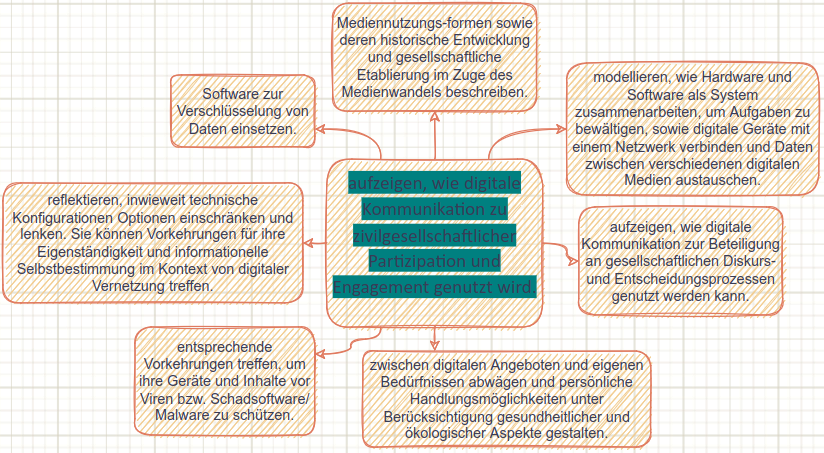 Mediennutzungs-formen sowie
deren historische Entwicklung
und gesellschaftliche
Etablierung im Zuge des
Medienwandels beschreiben.
Software zur
Verschlüsselung von
Daten einsetzen.
modellieren, wie Hardware und
Software als System
zusammenarbeiten, um Aufgaben zu
bewältigen, sowie digitale Geräte mit
einem Netzwerk verbinden und Daten
zwischen verschiedenen digitalen
Medien austauschen.
aufzeigen, wie digitale
Kommunikation zu
zivilgesellschaftlicher
Partizipation und
Engagement genutzt wird.
reflektieren, inwieweit technische
Konfigurationen Optionen einschränken und
lenken. Sie können Vorkehrungen für ihre
Eigenständigkeit und informationelle
Selbstbestimmung im Kontext von digitaler
Vernetzung treffen.
aufzeigen, wie digitale
Kommunikation zur Beteiligung
an gesellschaftlichen Diskurs-
und Entscheidungsprozessen
genutzt werden kann.
entsprechende
Vorkehrungen treffen, um
ihre Geräte und Inhalte vor
Viren bzw. Schadsoftware/
Malware zu schützen.
zwischen digitalen Angeboten und eigenen
Bedürfnissen abwägen und persönliche
Handlungsmöglichkeiten unter
Berücksichtigung gesundheitlicher und
ökologischer Aspekte gestalten.